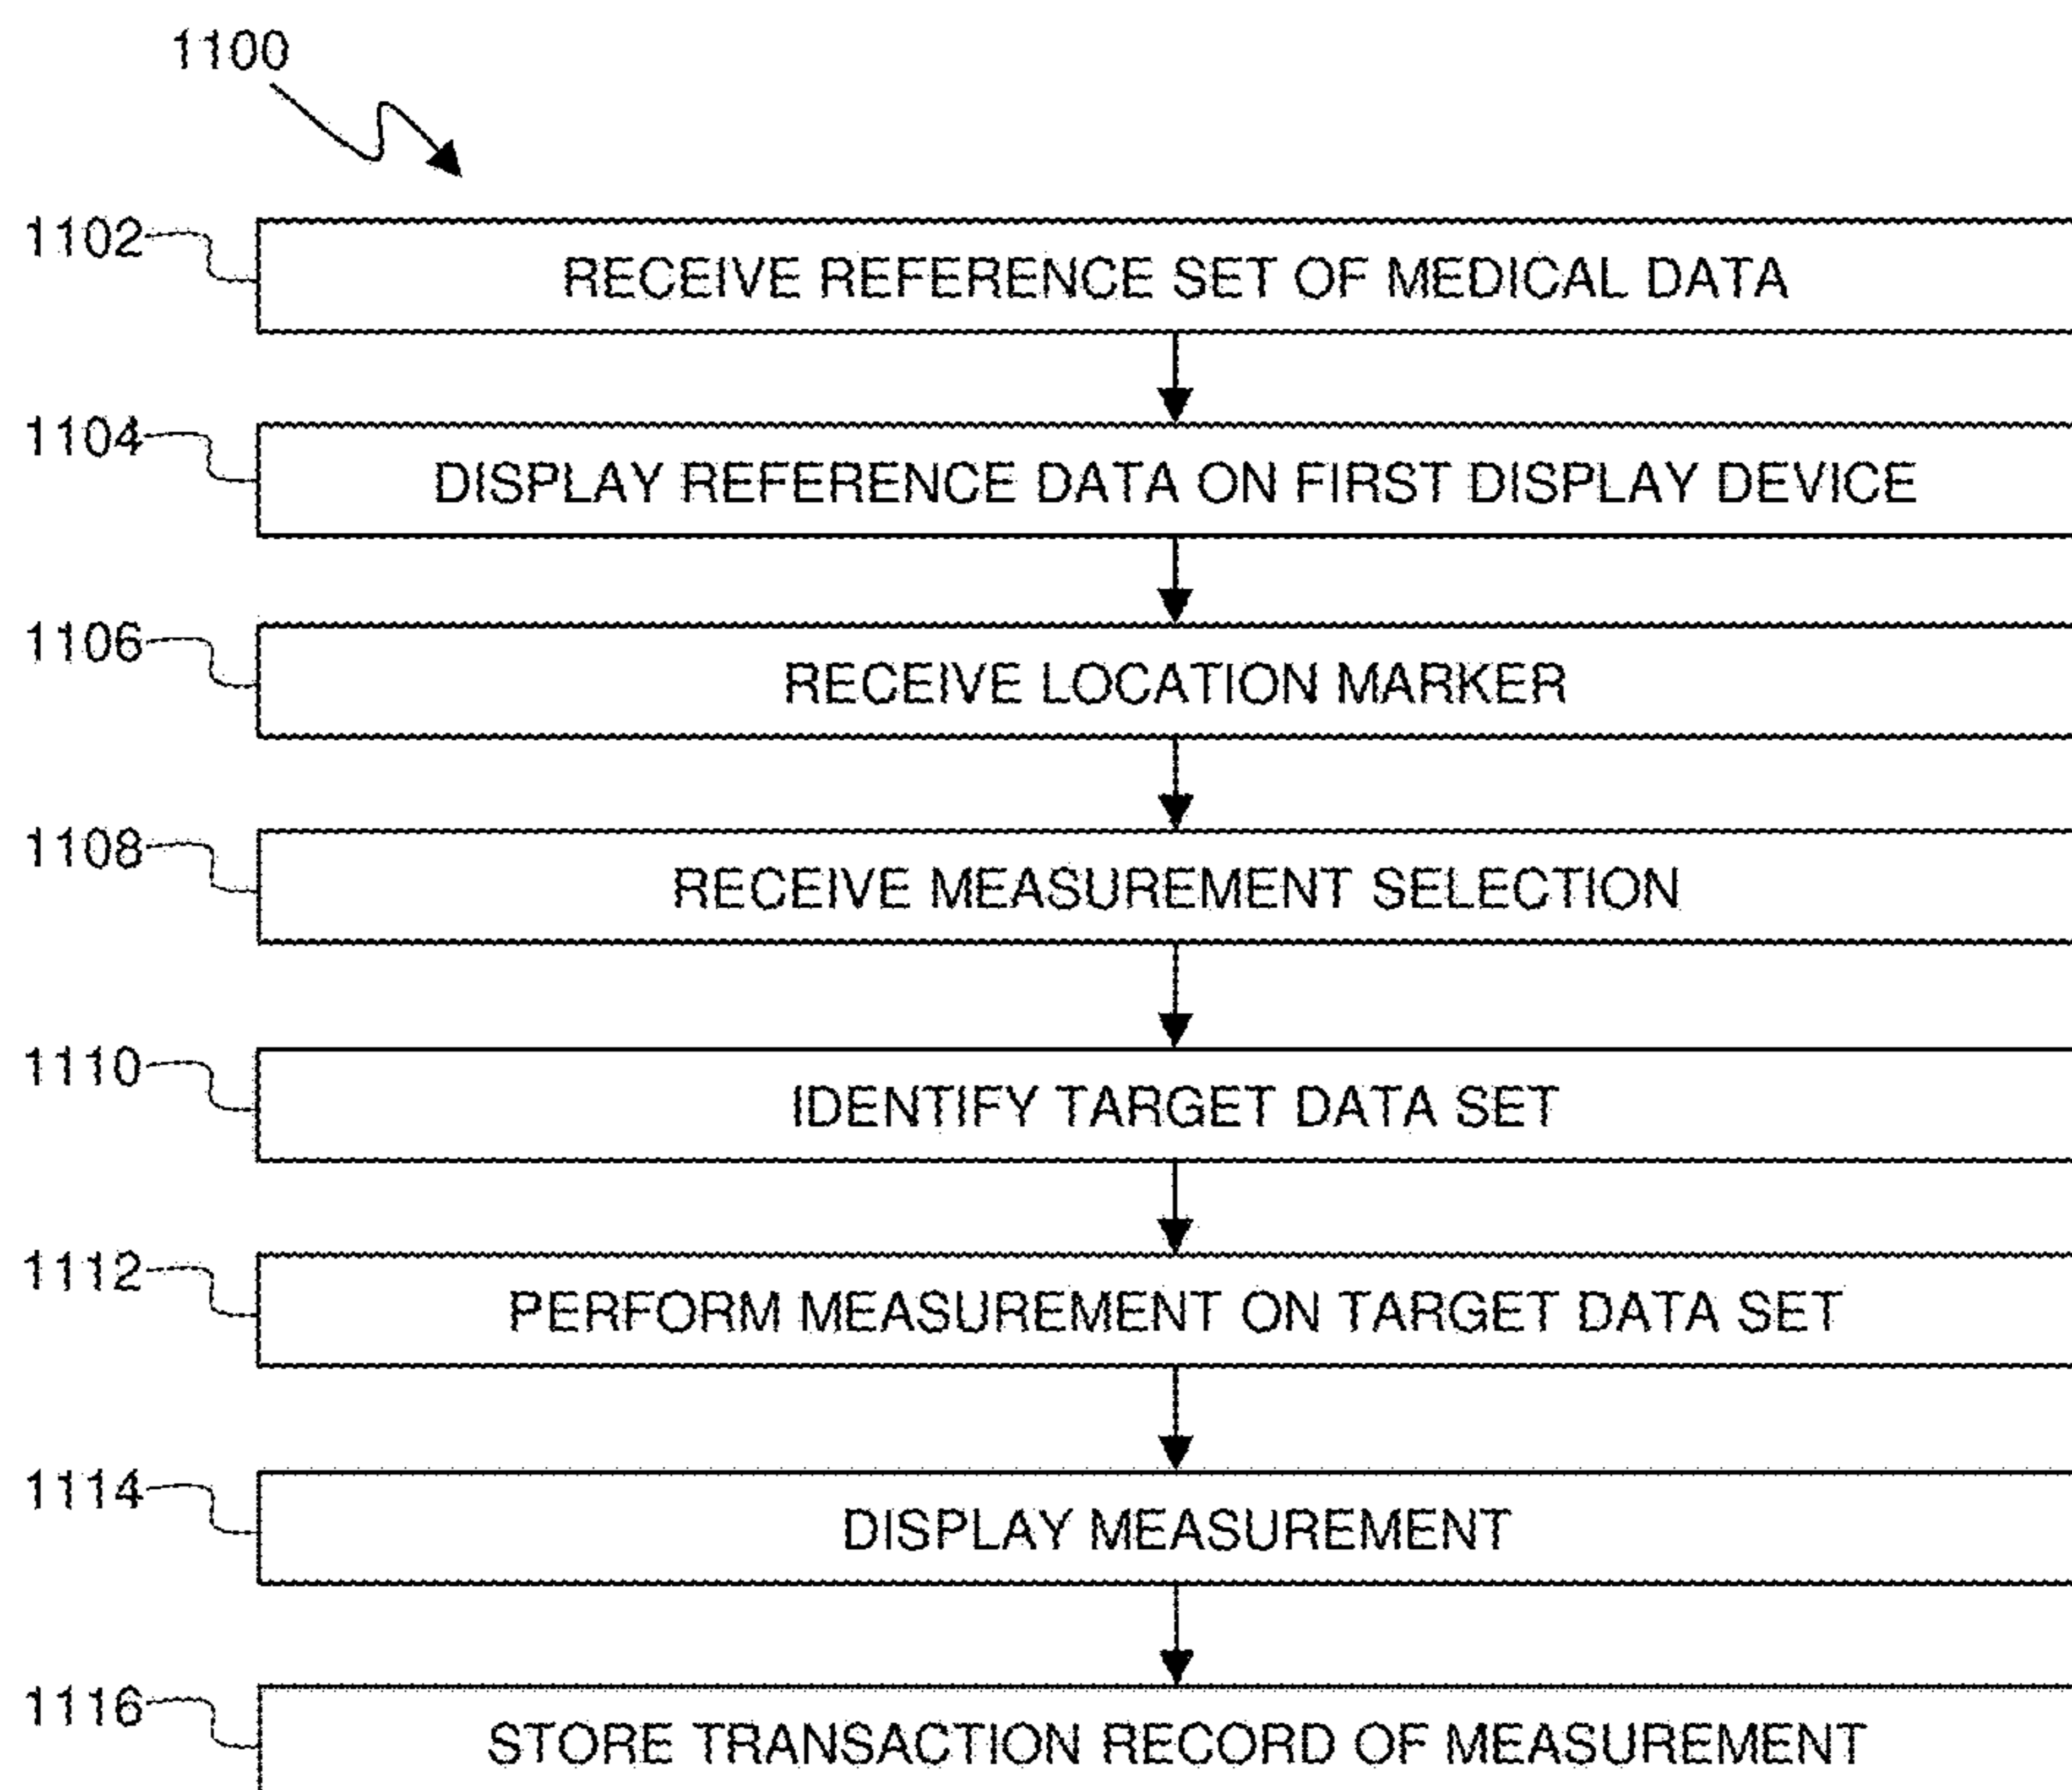 1100
1102
RECEIVE REFERENCE SET OF MEDICAL DATA
1104
DISPLAY REFERENCE DATA ON FIRST DISPLAY DEVICE
1106
RECEIVE LOCATION MARKER
1108
RECEIVE MEASUREMENT SELECTION
1110
IDENTIFY TARGET DATA SET
1112
PERFORM MEASUREMENT ON TARGET DATA SET
1114
DISPLAY MEASUREMENT
1116
STORE TRANSACTION RECORD OF MEASUREMENT